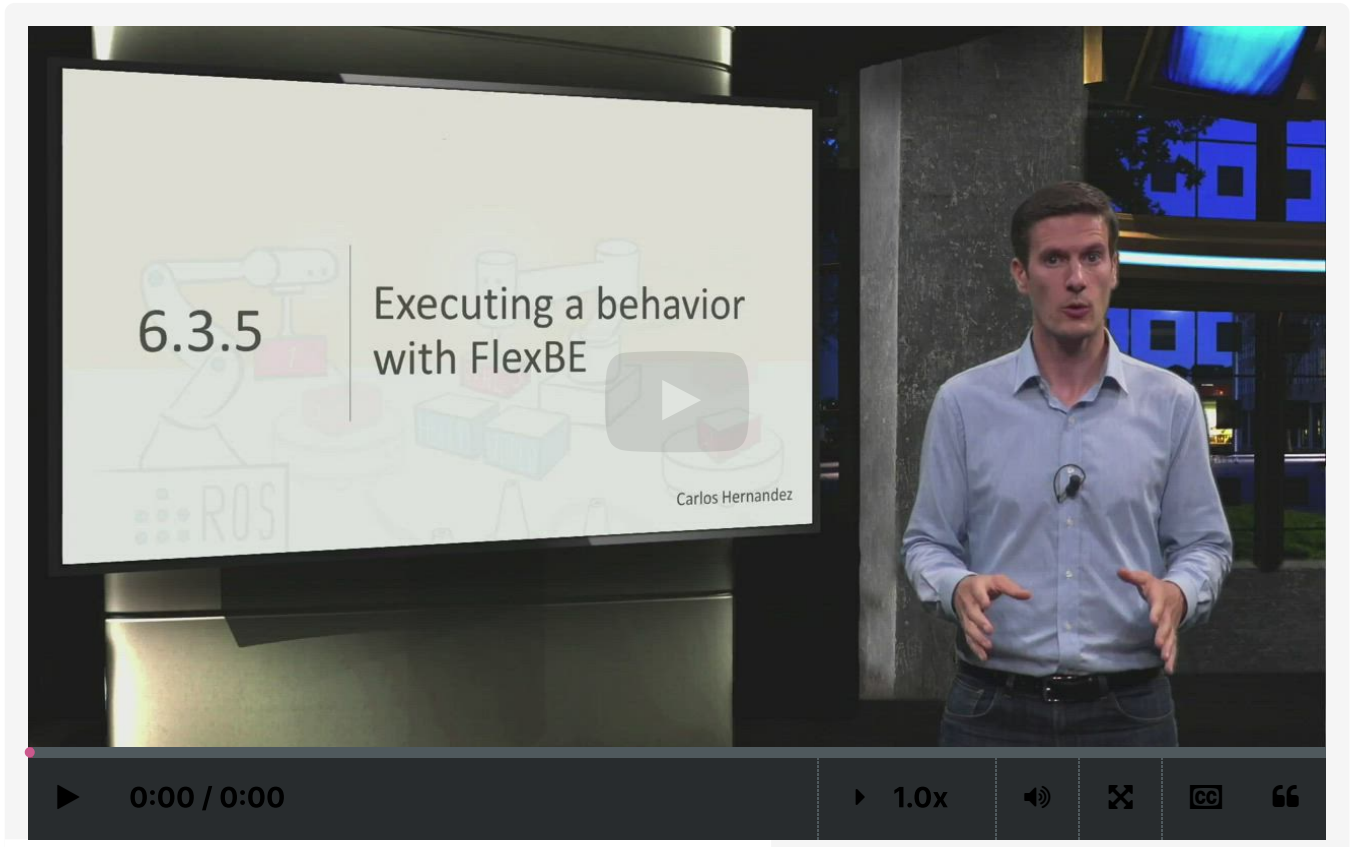 6.3.5
Executing a behavior
with FlexBE
Carlos Hernandez
ROS
0:00 / 0:00
1.0x
CC